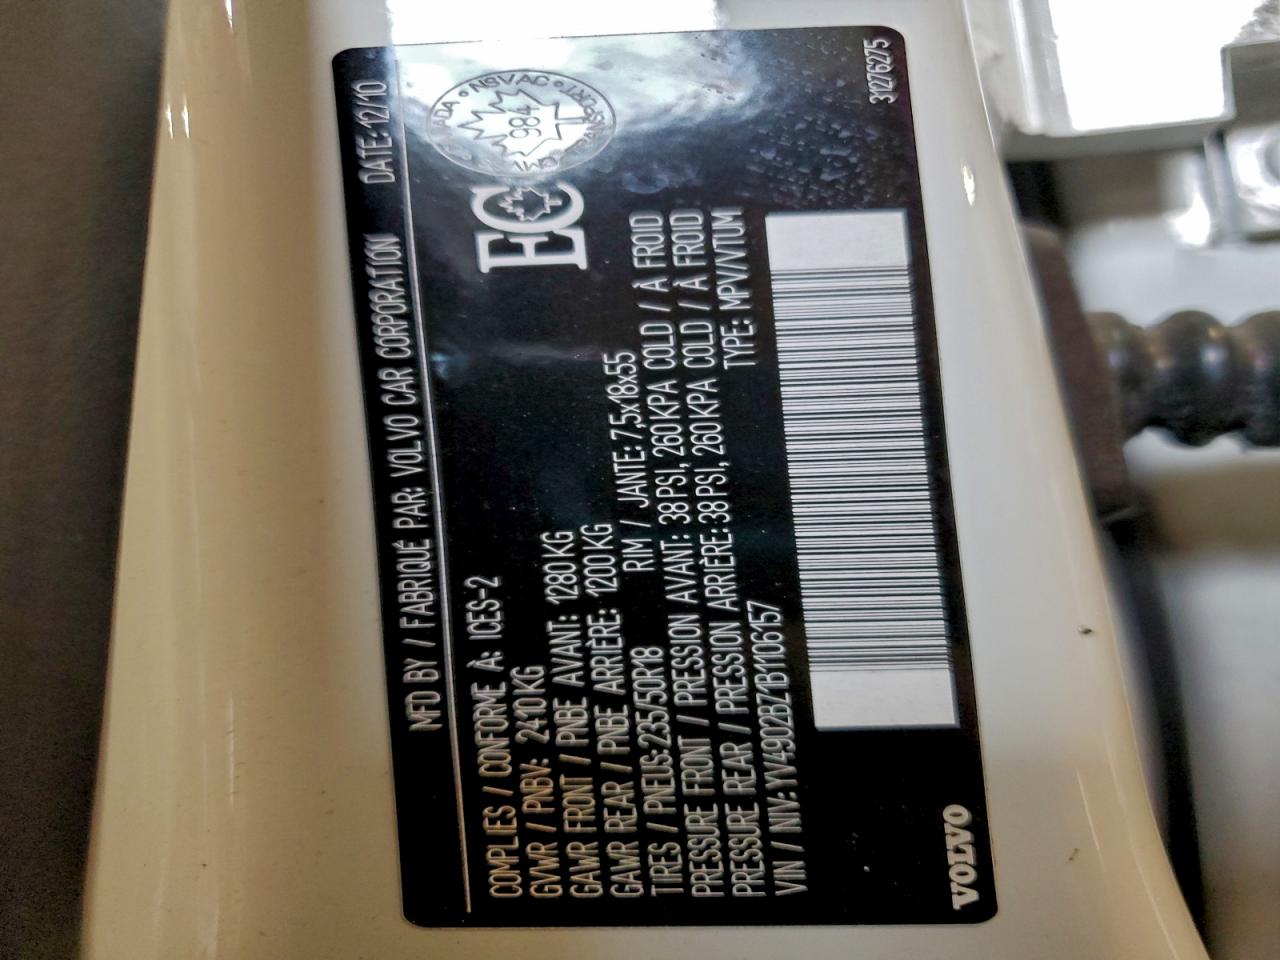 MFD BY / FABRIQUÉ PAR: VOLVO CAR CORPORATION DATE: 12/10
COMPLIES / CONFORME À: ICES-2
GVWR / PNBV: 2410 KG
GAWR FRONT / PNBE AVANT: 1280 KG
GAWR REAR / PNBE ARRIÈRE: 1200 KG
TIRES / PNEUS: 235/50R18 RIM / JANTE: 7,5x18x55
PRESSURE FRONT / PRESSION AVANT: 38 PSI, 260 KPA COLD / À FROID
PRESSURE REAR / PRESSION ARRIÈRE: 38 PSI, 260 KPA COLD / À FROID
VIN / NIV: YV4902BZ1B1106157 TYPE: MPV/VTUM
EC
NSVAC
984
TRANSPORT
VOLVO
31276275